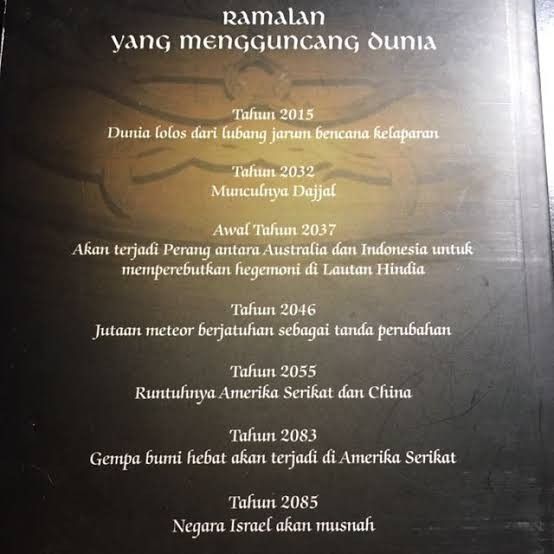 RAMALAN
YANG MENGGUNCANG DUNIA
Tahun 2015
Dunia lolos dari lubang jarum bencana kelaparan
Tahun 2032
Munculnya Dajjal
Awal Tahun 2037
Akan terjadi Perang antara Australia dan Indonesia untuk
memperebutkan hegemoni di Lautan Hindia
Tahun 2046
Jutaan meteor berjatuhan sebagai tanda perubahan
Tahun 2055
Runtuhnya Amerika Serikat dan China
Tahun 2083
Gempa bumi hebat akan terjadi di Amerika Serikat
Tahun 2085
Negara Israel akan musnah